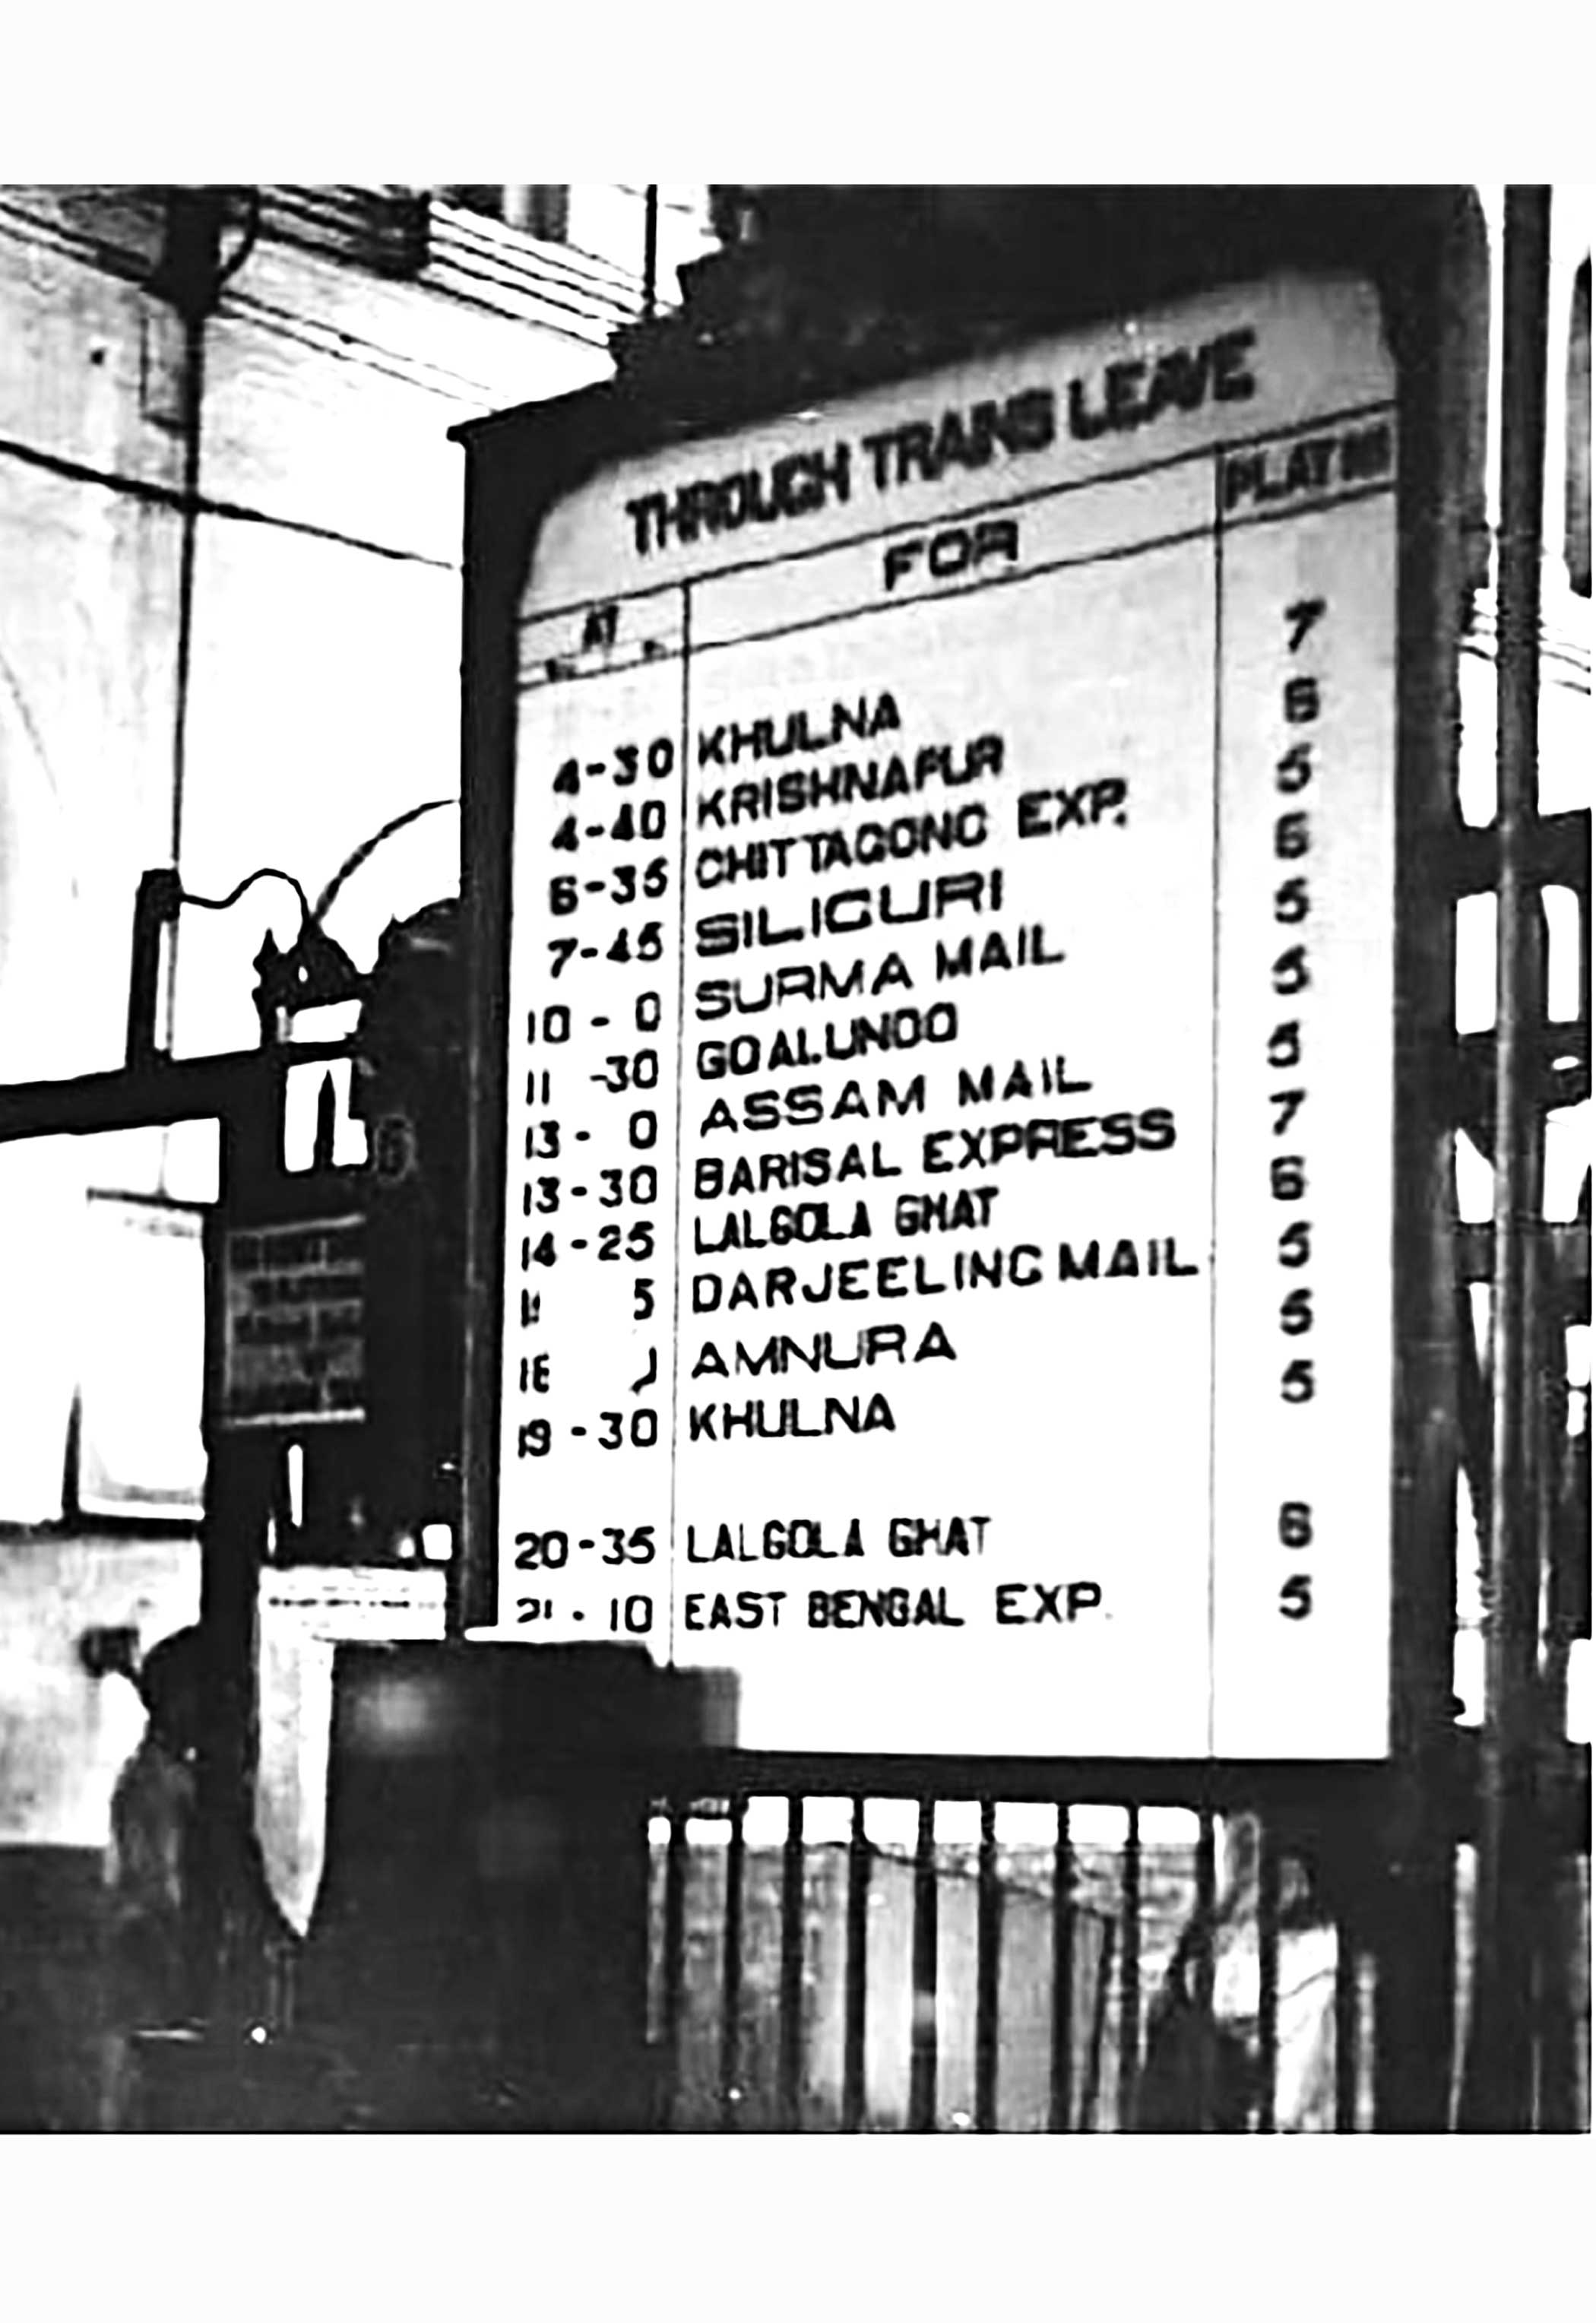 THROUGH TRAINS LEAVE
AT FOR PLAT NO
4-30 KHULNA 7
4-40 KRISHNAPUR 6
6-35 CHITTAGONG EXP. 5
7-45 SILIGURI 6
10-0 SURMA MAIL 5
11-30 GOALUNDO 5
13-0 ASSAM MAIL 5
13-30 BARISAL EXPRESS 7
14-25 LALGOLA GHAT 6
DARJEELING MAIL 5
AMNURA 5
19-30 KHULNA 5
20-35 LALGOLA GHAT 6
21-10 EAST BENGAL EXP. 5